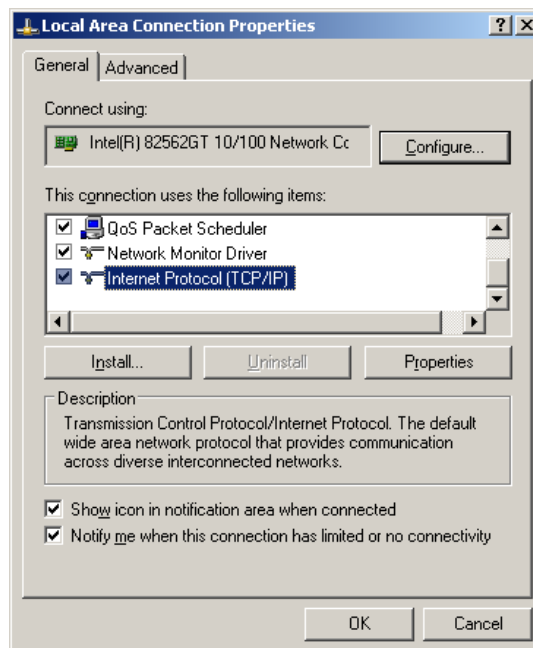 Local Area Connection Properties
General Advanced
Connect using:
Intel(R) 82562GT 10/100 Network Cc
Configure...
This connection uses the following items:
QoS Packet Scheduler
Network Monitor Driver
Internet Protocol (TCP/IP)
Install... Uninstall Properties
Description
Transmission Control Protocol/Internet Protocol. The default
wide area network protocol that provides communication
across diverse interconnected networks.
Show icon in notification area when connected
Notify me when this connection has limited or no connectivity
OK Cancel